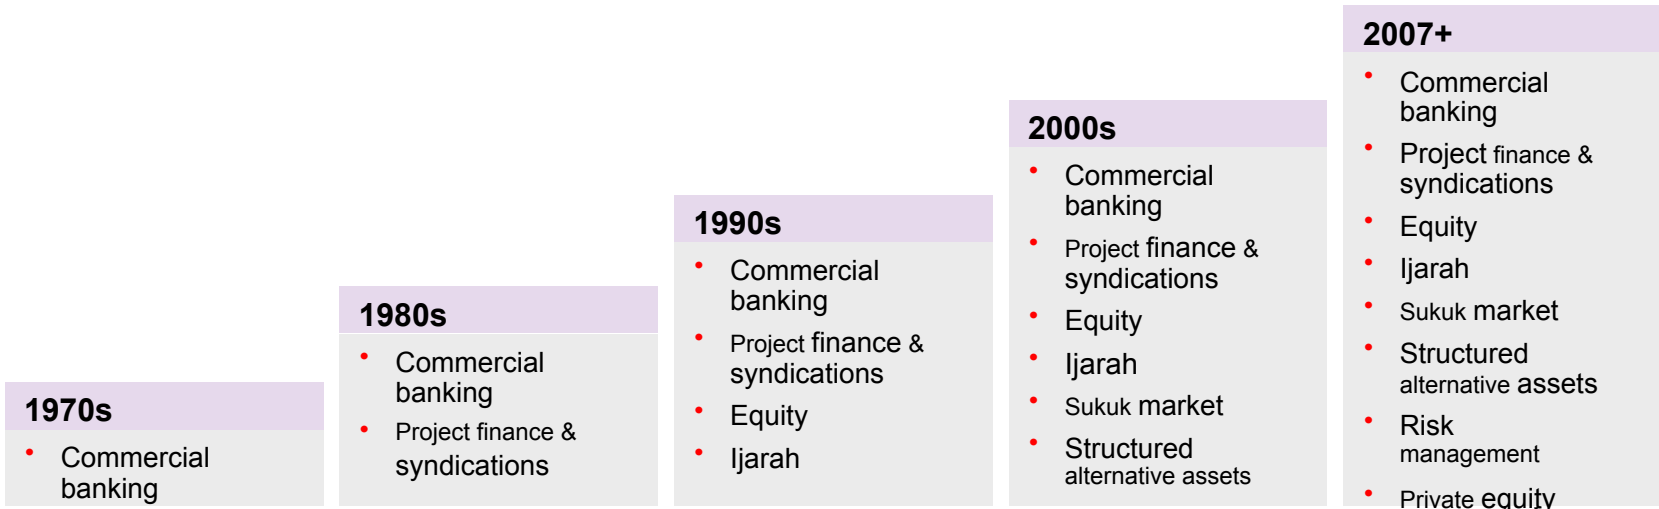 1970s
• Commercial
banking
1980s
• Commercial
banking
• Project finance &
syndications
1990s
• Commercial
banking
• Project finance &
syndications
• Equity
• Ijarah
2000s
• Commercial
banking
• Project finance &
syndications
• Equity
• Ijarah
• Sukuk market
• Structured
alternative assets
2007+
• Commercial
banking
• Project finance &
syndications
• Equity
• Ijarah
• Sukuk market
• Structured
alternative assets
• Risk
management
• Private equity